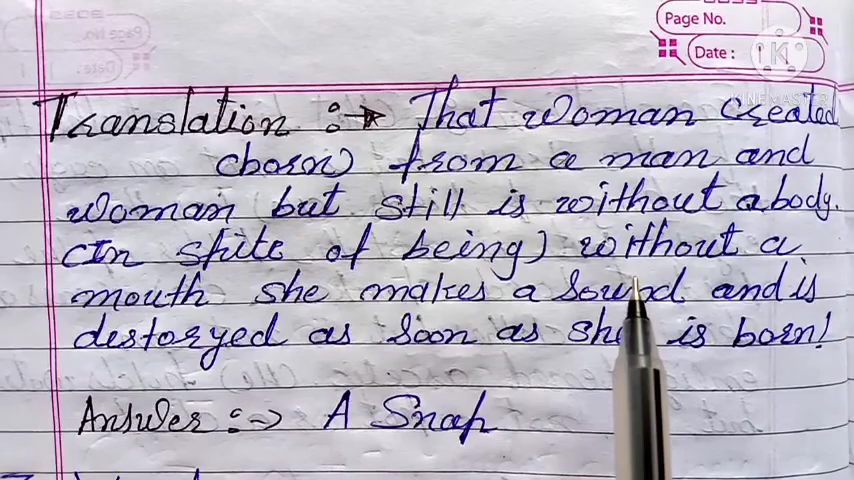 Page No.
Date :
K
KINEMASTER
Translation :→ That woman created
(born) from a man and
woman but still is without a body.
(In spite of being) without a
mouth she makes a sound and is
destoryed as soon as she is born!
Answer :→ A Snap